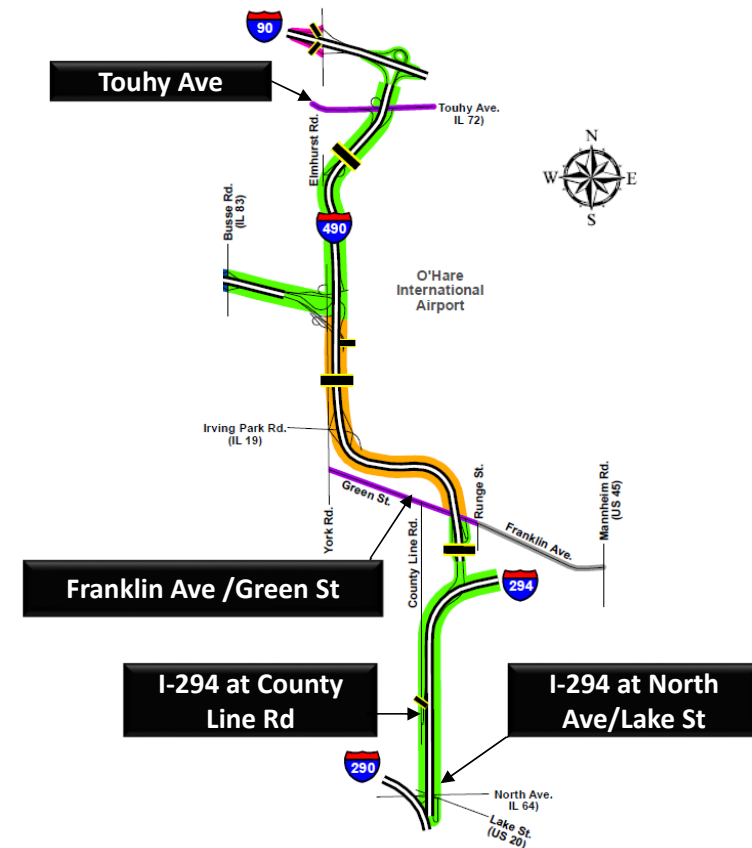 90
Touhy Ave
Touhy Ave.
IL 72)
Elmhurst Rd.
N
W E
S
Busse Rd.
(IL 83)
490
O'Hare
International
Airport
Irving Park Rd.
(IL 19)
Green St.
Runge St.
Mannheim Rd.
(US 45)
York Rd.
County Line Rd.
Franklin Ave.
Franklin Ave /Green St
294
I-294 at County
Line Rd
I-294 at North
Ave/Lake St
290
North Ave.
IL 64)
Lake St.
(US 20)